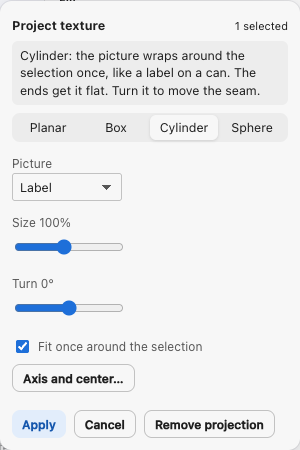 Project texture
1 selected
Cylinder: the picture wraps around the
selection once, like a label on a can. The
ends get it flat. Turn it to move the seam.
Planar
Box
Cylinder
Sphere
Picture
Label
Size 100%
Turn 0°
Fit once around the selection
Axis and center...
Apply
Cancel
Remove projection